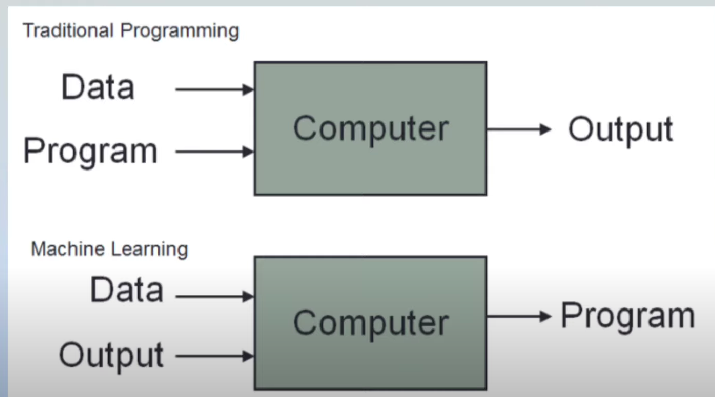 Traditional Programming
Data
Program
Computer
Output
Machine Learning
Data
Output
Computer
Program